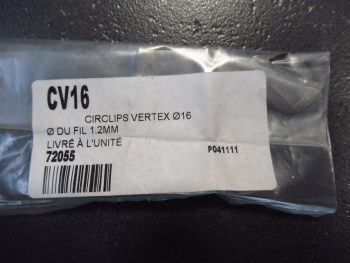 CV16
CIRCLIPS VERTEX Ø16
Ø DU FIL 1.2MM
LIVRÉ À L'UNITÉ
72055 P041111